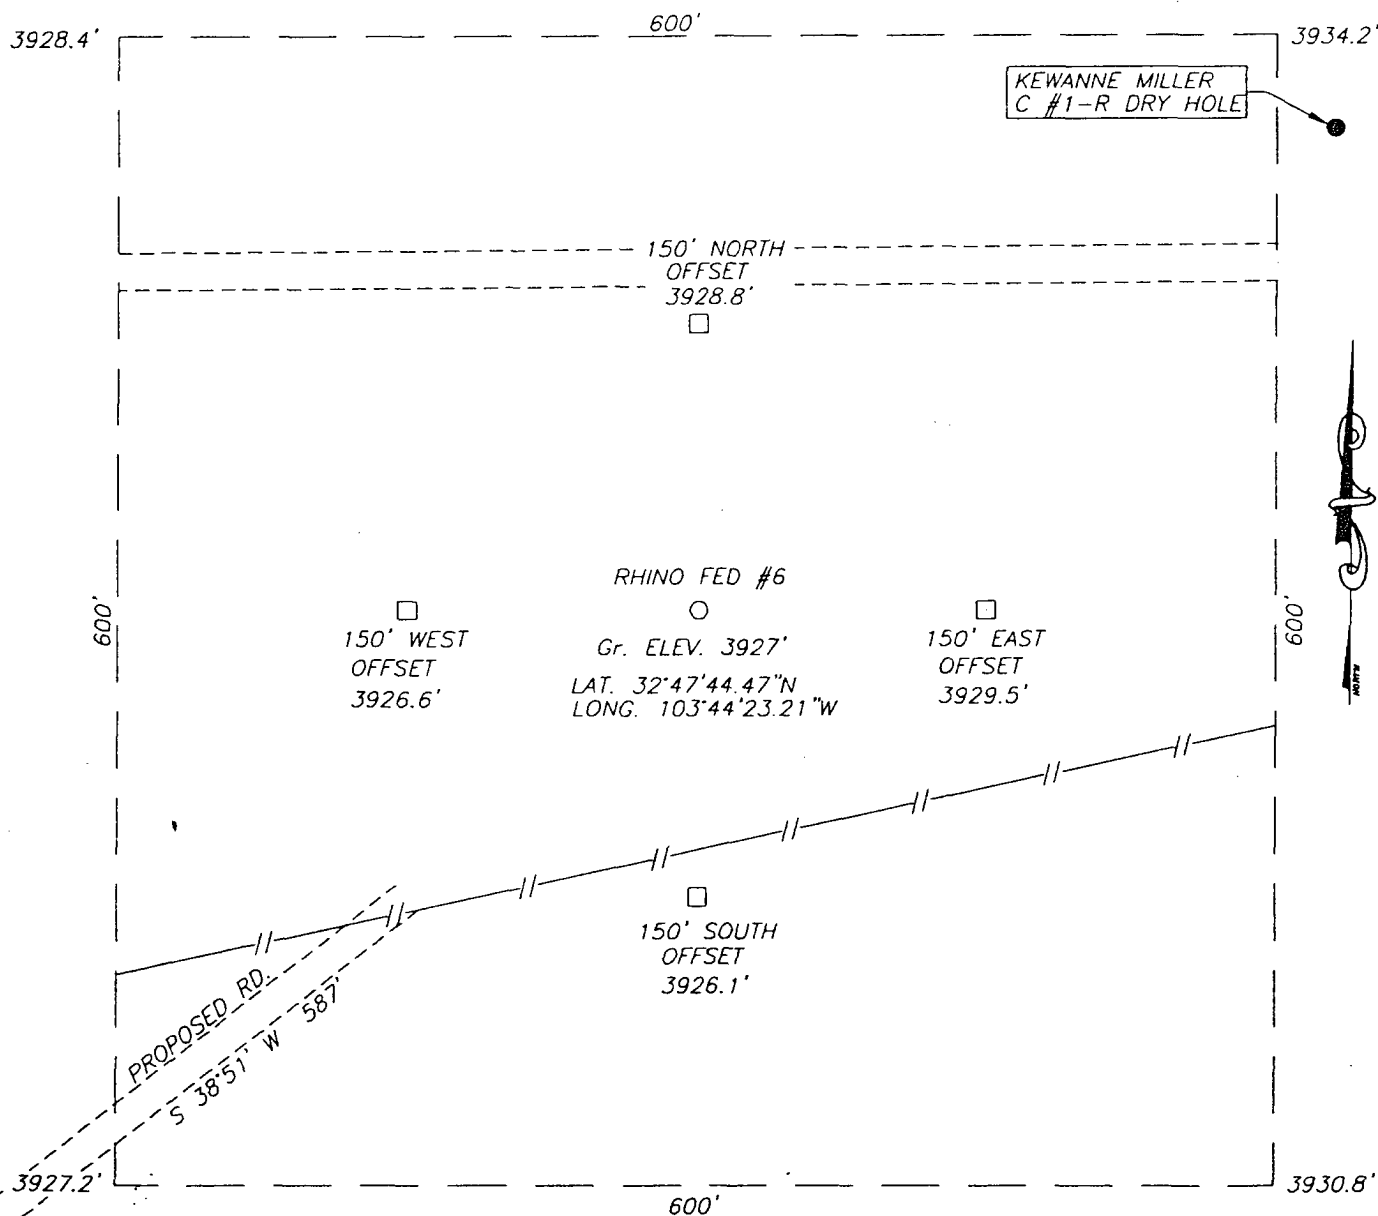 600'
3928.4'
3934.2'
KEWANNE MILLER
C #1-R DRY HOLE
150' NORTH
OFFSET
3928.8'
RHINO FED #6
600'
600'
150' WEST
OFFSET
3926.6'
Gr. ELEV. 3927'
LAT. 32°47'44.47"N
LONG. 103°44'23.21"W
150' EAST
OFFSET
3929.5'
NORTH
150' SOUTH
OFFSET
3926.1'
PROPOSED RD.
S 38°51' W 587'
3927.2'
3930.8'
600'